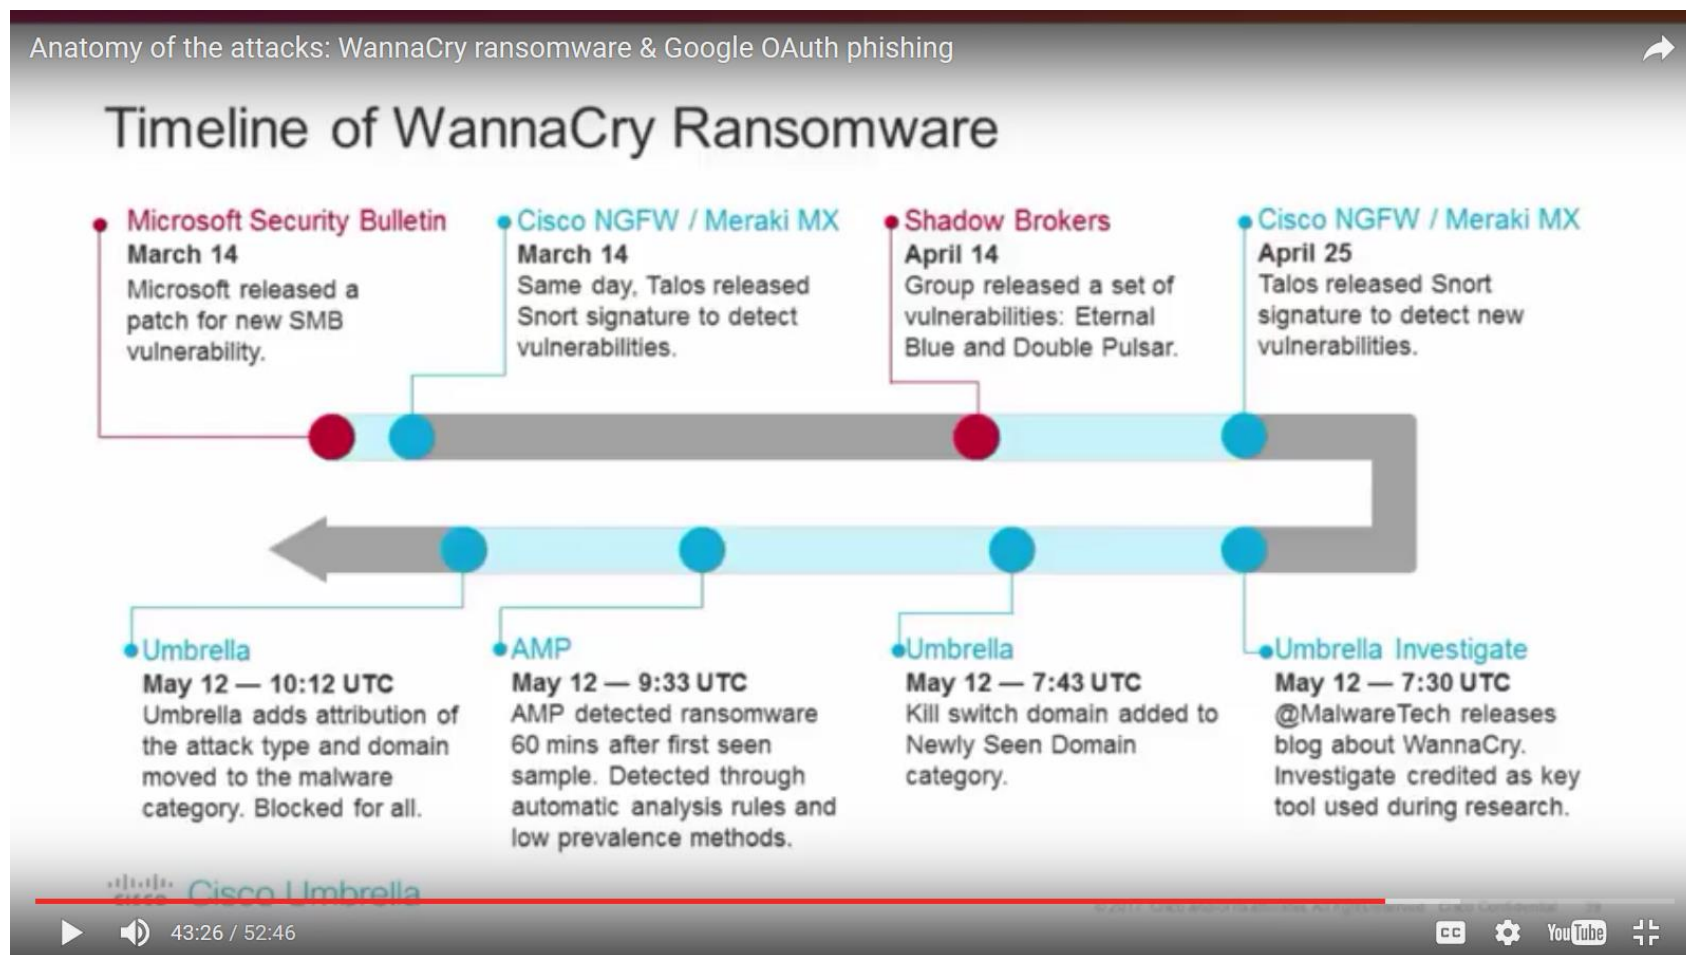 Anatomy of the attacks: WannaCry ransomware & Google OAuth phishing
Timeline of WannaCry Ransomware
Microsoft Security Bulletin
March 14
Microsoft released a
patch for new SMB
vulnerability.
Cisco NGFW / Meraki MX
March 14
Same day, Talos released
Snort signature to detect
vulnerabilities.
Shadow Brokers
April 14
Group released a set of
vulnerabilities: Eternal
Blue and Double Pulsar.
Cisco NGFW / Meraki MX
April 25
Talos released Snort
signature to detect new
vulnerabilities.
Umbrella
May 12 — 10:12 UTC
Umbrella adds attribution of
the attack type and domain
moved to the malware
category. Blocked for all.
AMP
May 12 — 9:33 UTC
AMP detected ransomware
60 mins after first seen
sample. Detected through
automatic analysis rules and
low prevalence methods.
Umbrella
May 12 — 7:43 UTC
Kill switch domain added to
Newly Seen Domain
category.
Umbrella Investigate
May 12 — 7:30 UTC
@MalwareTech releases
blog about WannaCry.
Investigate credited as key
tool used during research.
cisco Cisco Umbrella
43:26 / 52:46
CC
YouTube